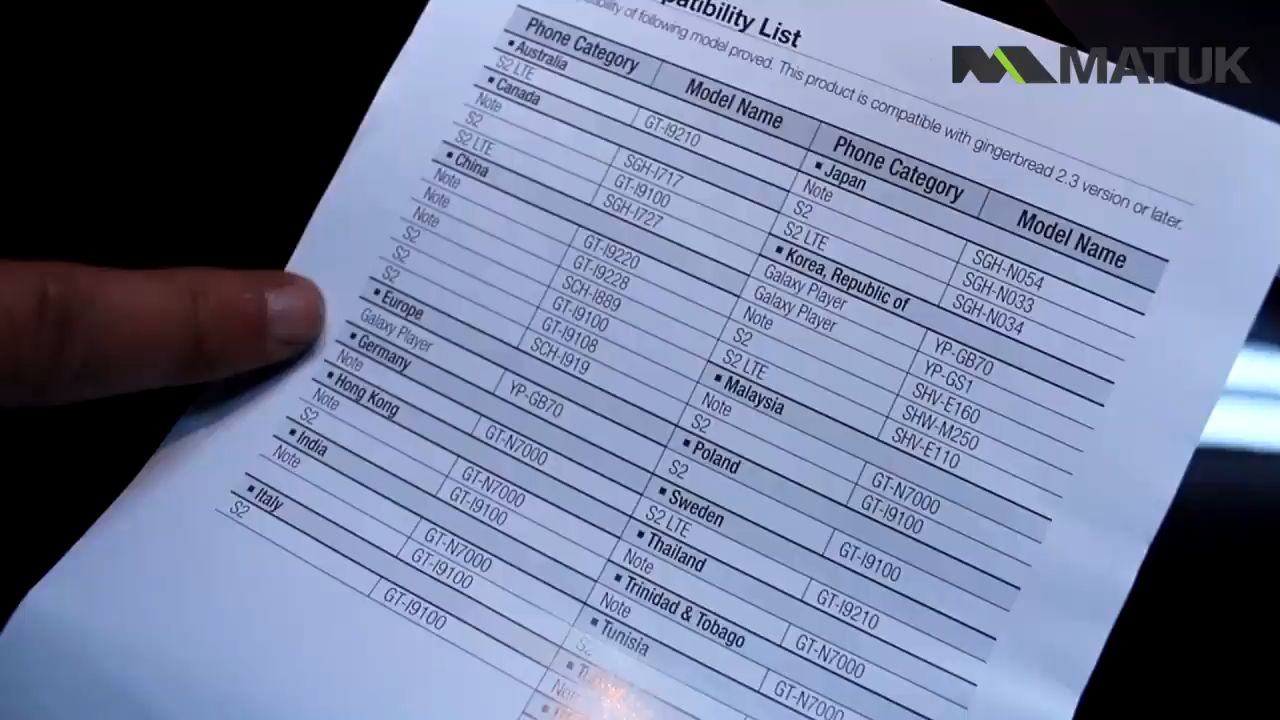 patibility List
ibility of following model proved. This product is compatible with gingerbread 2.3 version or later.
MATUK
Phone Category Model Name
▪ Australia
S2 LTE GT-I9210
▪ Canada
Note SGH-I717
S2 GT-I9100
S2 LTE SGH-I727
▪ China
Note GT-I9220
Note GT-I9228
Note SCH-I889
S2 GT-I9100
S2 GT-I9108
S2 SCH-I919
▪ Europe
Galaxy Player YP-GB70
▪ Germany
Note GT-N7000
▪ Hong Kong
Note GT-N7000
S2 GT-I9100
▪ India
Note GT-N7000
GT-I9100
▪ Italy
S2 GT-I9100
Phone Category Model Name
▪ Japan
Note SGH-N054
S2 SGH-N033
S2 LTE SGH-N034
▪ Korea, Republic of
Galaxy Player YP-GB70
Galaxy Player YP-GS1
Note SHV-E160
S2 SHW-M250
S2 LTE SHV-E110
▪ Malaysia
Note GT-N7000
S2 GT-I9100
▪ Poland
S2 GT-I9100
▪ Sweden
S2 LTE GT-I9210
▪ Thailand
Note GT-N7000
▪ Trinidad & Tobago
Note GT-N7000
▪ Tunisia
S2